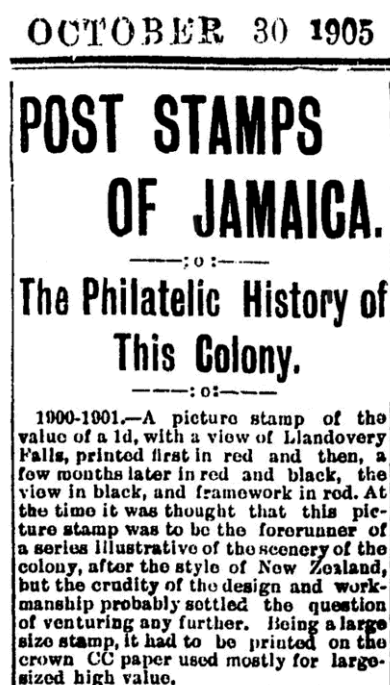 OCTOBER 30 1905
POST STAMPS
OF JAMAICA.
———:o:———
The Philatelic History of
This Colony.
———:o:———
1900-1901.—A picture stamp of the
value of a 1d, with a view of Llandovery
Falls, printed first in red and then, a
few months later in red and black, the
view in black, and framework in red. At
the time it was thought that this pic-
ture stamp was to be the forerunner of
a series illustrative of the scenery of the
colony, after the style of New Zealand,
but the crudity of the design and work-
manship probably settled the question
of venturing any further. Being a large
size stamp, it had to be printed on the
crown CC paper used mostly for large-
sized high value.